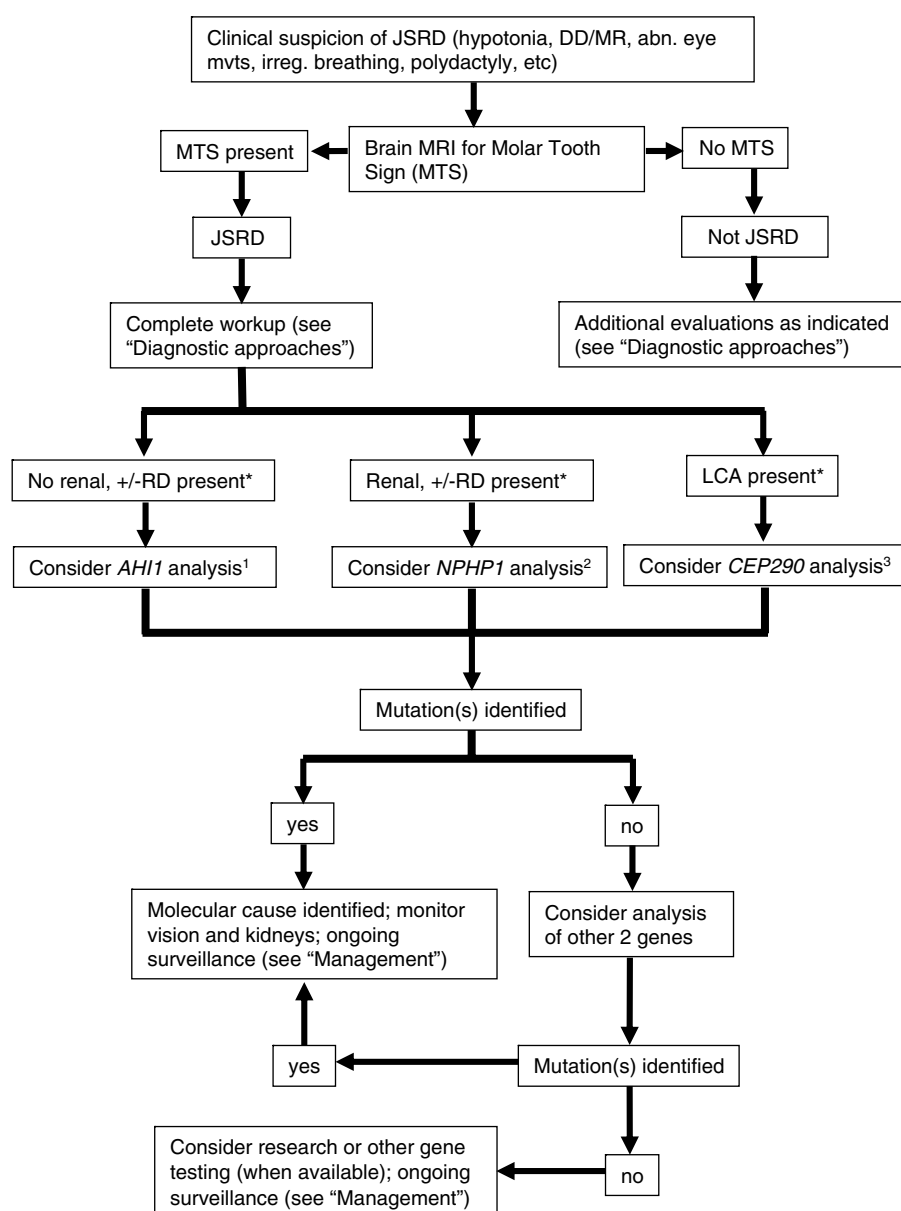 Clinical suspicion of JSRD (hypotonia, DD/MR, abn. eye
mvts, irreg. breathing, polydactyly, etc)
MTS present
Brain MRI for Molar Tooth
Sign (MTS)
No MTS
JSRD
Not JSRD
Complete workup (see
“Diagnostic approaches”)
Additional evaluations as indicated
(see “Diagnostic approaches”)
No renal, +/-RD present*
Renal, +/-RD present*
LCA present*
Consider AHI1 analysis¹
Consider NPHP1 analysis²
Consider CEP290 analysis³
Mutation(s) identified
yes
no
Molecular cause identified; monitor
vision and kidneys; ongoing
surveillance (see “Management”)
Consider analysis
of other 2 genes
yes
Mutation(s) identified
Consider research or other gene
testing (when available); ongoing
surveillance (see “Management”)
no